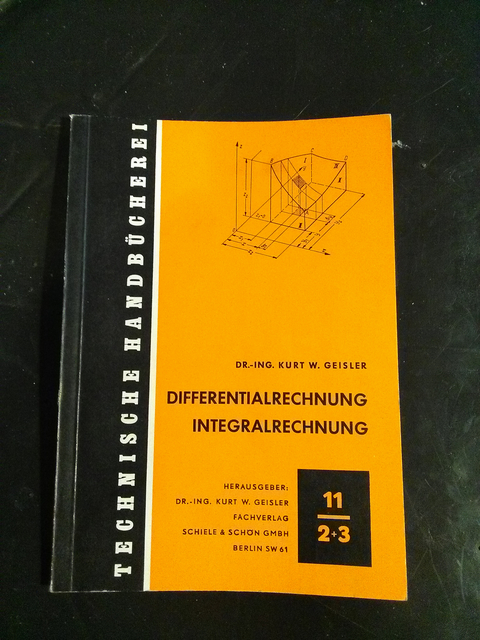 TECHNISCHE HANDBÜCHEREI
DR.-ING. KURT W. GEISLER
DIFFERENTIALRECHNUNG
INTEGRALRECHNUNG
HERAUSGEBER:
DR.-ING. KURT W. GEISLER
FACHVERLAG
SCHIELE & SCHÖN GMBH
BERLIN SW 61
11
2+3